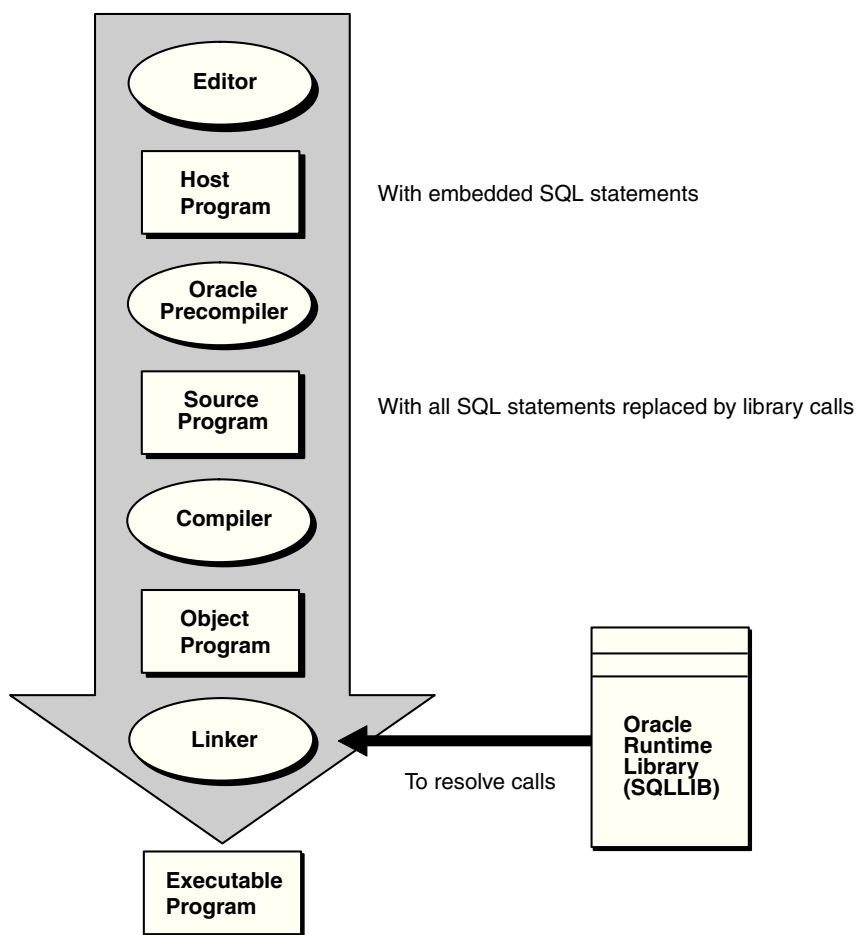 Editor
Host
Program
With embedded SQL statements
Oracle
Precompiler
Source
Program
With all SQL statements replaced by library calls
Compiler
Object
Program
Linker
To resolve calls
Oracle
Runtime
Library
(SQLLIB)
Executable
Program